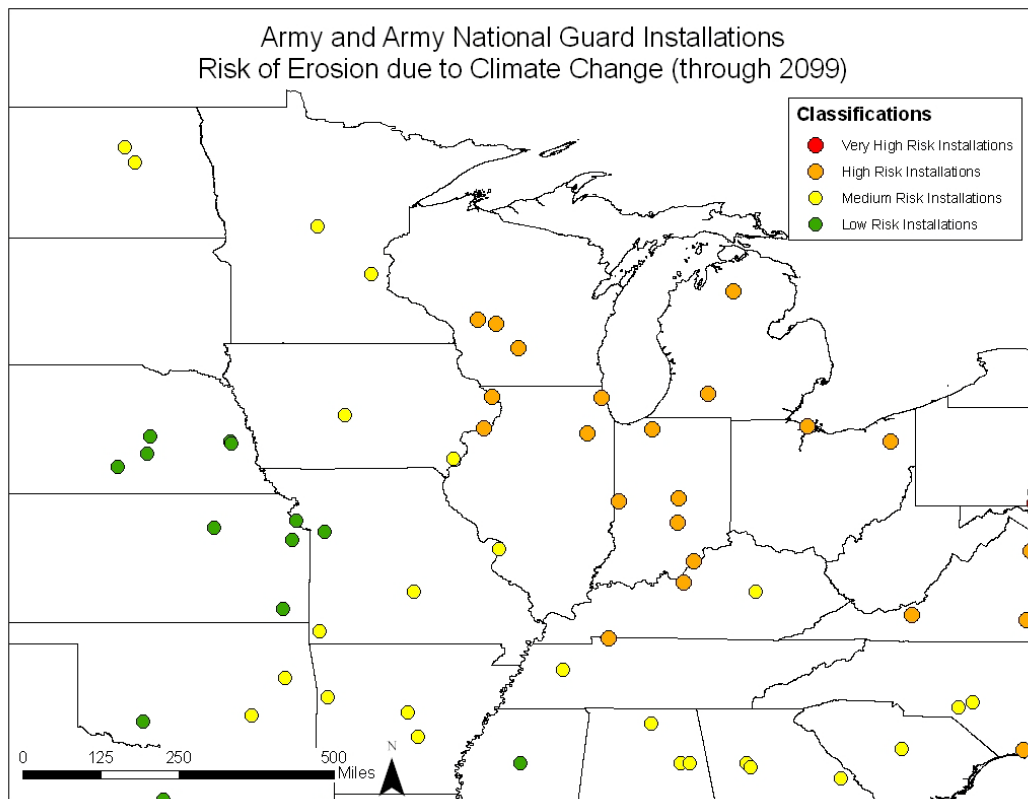 Army and Army National Guard Installations
Risk of Erosion due to Climate Change (through 2099)
Classifications
Very High Risk Installations
High Risk Installations
Medium Risk Installations
Low Risk Installations
N
0 125 250 500
Miles